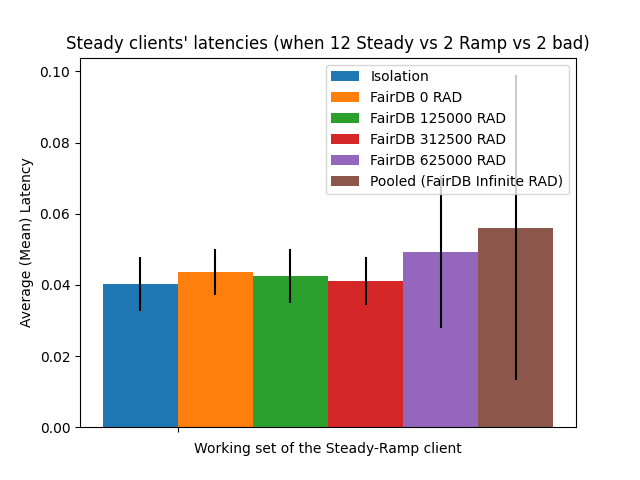 Steady clients' latencies (when 12 Steady vs 2 Ramp vs 2 bad)
0.10
0.08
0.06
0.04
0.02
0.00
Average (Mean) Latency
Isolation
FairDB 0 RAD
FairDB 125000 RAD
FairDB 312500 RAD
FairDB 625000 RAD
Pooled (FairDB Infinite RAD)
Working set of the Steady-Ramp client